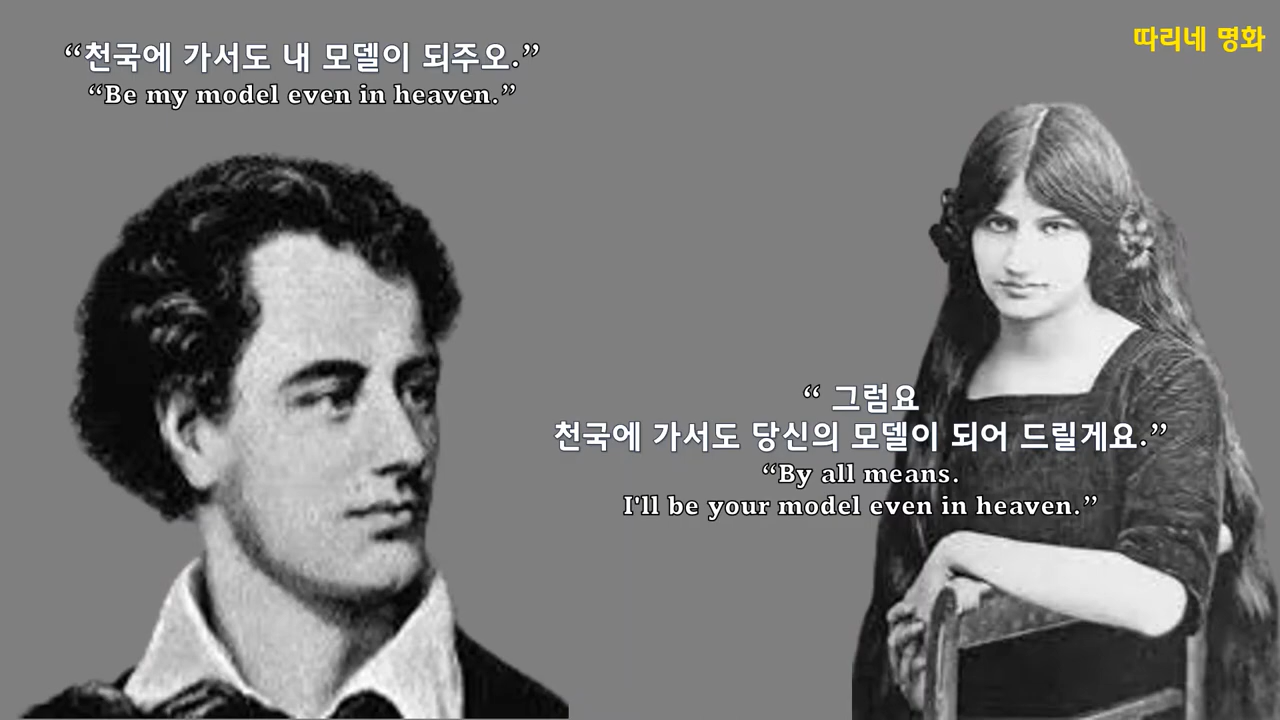 “천국에 가서도 내 모델이 되주오.”
“Be my model even in heaven.”
따리네 명화
“ 그럼요
천국에 가서도 당신의 모델이 되어 드릴게요.”
“By all means.
I'll be your model even in heaven.”